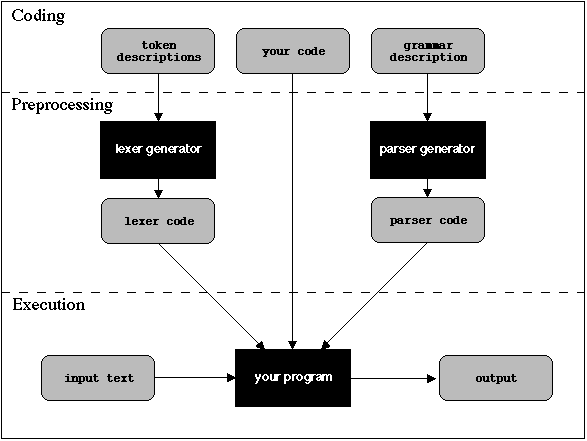 Coding
token
descriptions
your code
grammar
description
Preprocessing
lexer generator
parser generator
lexer code
parser code
Execution
input text
your program
output